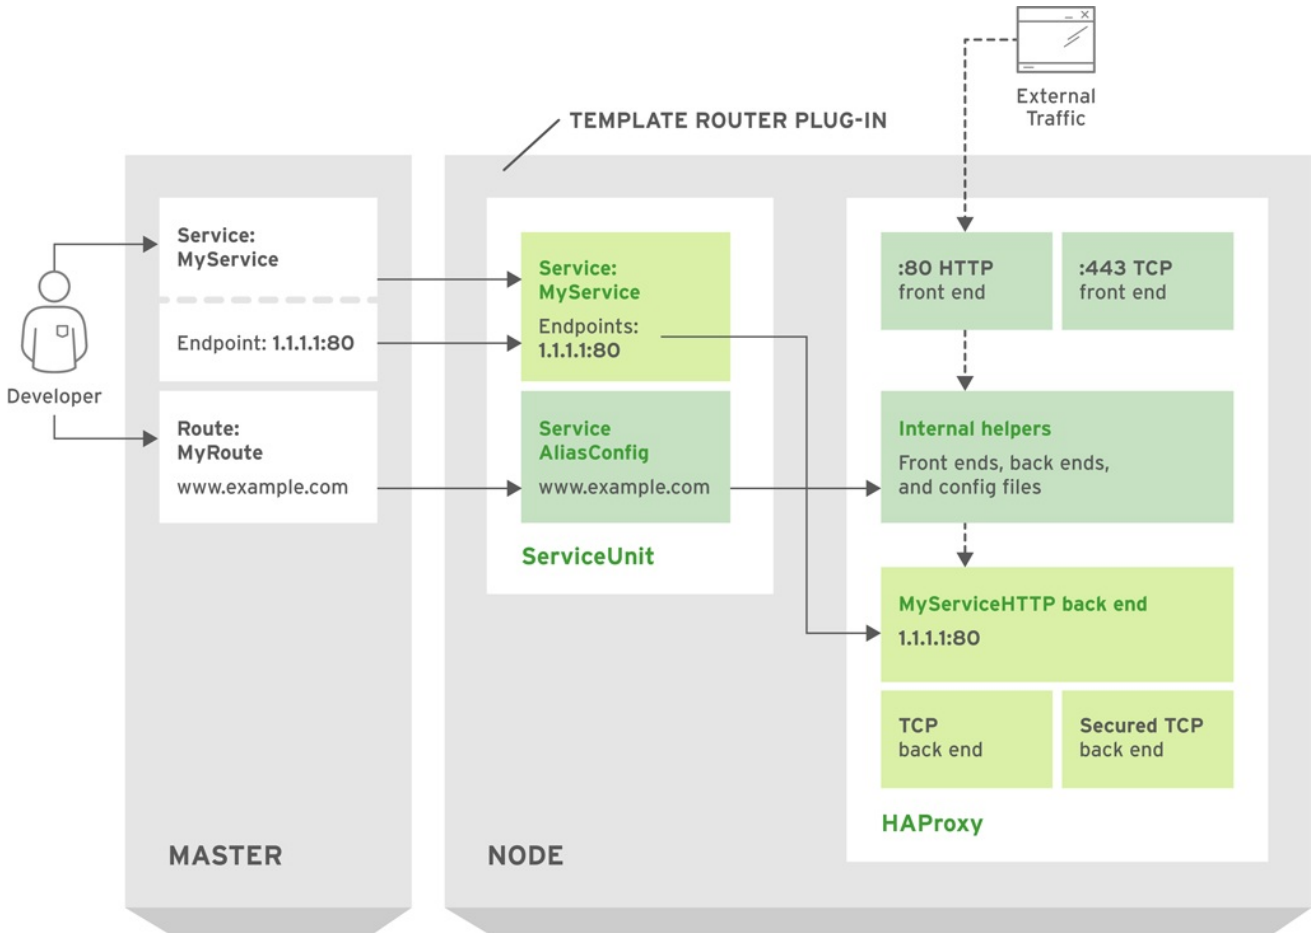 External
Traffic
TEMPLATE ROUTER PLUG-IN
Developer
Service:
MyService
Endpoint: 1.1.1.1:80
Route:
MyRoute
www.example.com
MASTER
Service:
MyService
Endpoints:
1.1.1.1:80
Service
AliasConfig
www.example.com
ServiceUnit
NODE
:80 HTTP
front end
:443 TCP
front end
Internal helpers
Front ends, back ends,
and config files
MyServiceHTTP back end
1.1.1.1:80
TCP
back end
Secured TCP
back end
HAProxy